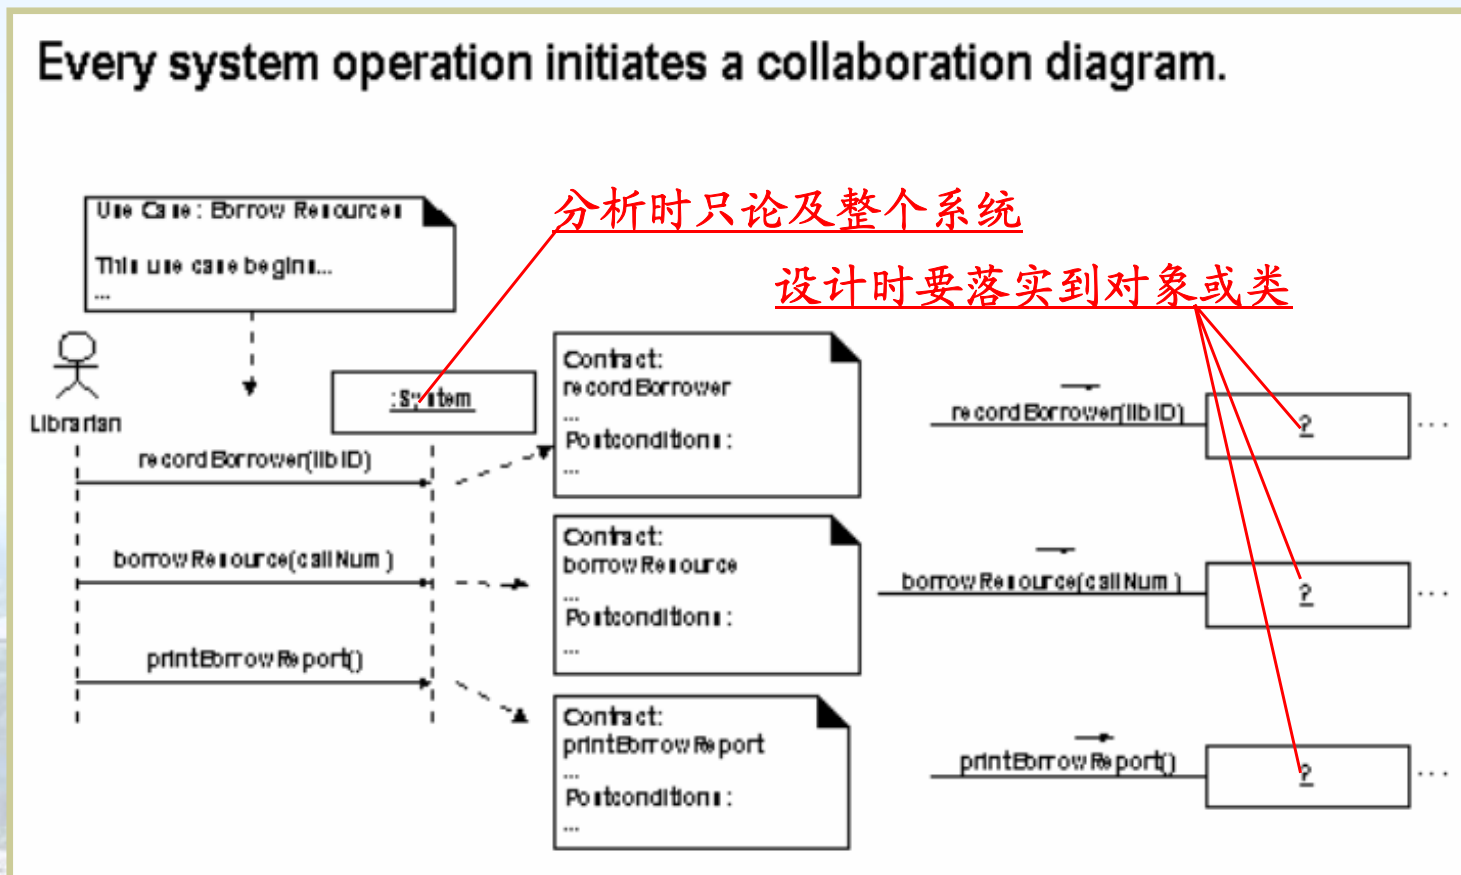 Every system operation initiates a collaboration diagram.
Use Case: Borrow Resources
This use case begins...
...
分析时只论及整个系统
设计时要落实到对象或类
Librarian
:System
recordBorrower(libID)
borrowResource(callNum)
printBorrowReport()
Contract:
recordBorrower
...
Postconditions:
...
Contract:
borrowResource
...
Postconditions:
...
Contract:
printBorrowReport
...
Postconditions:
...
recordBorrower(libID)
?
...
borrowResource(callNum)
?
...
printBorrowReport()
?
...